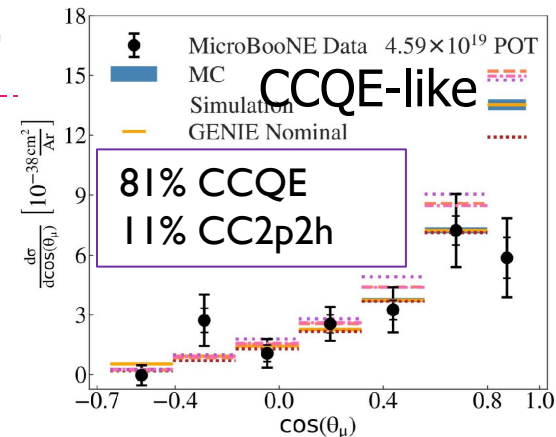 18
15
12
9
6
3
0
dσ/dcos(θμ) [10⁻³⁸ cm²/Ar]
MicroBooNE Data 4.59×10¹⁹ POT
MC
CCQE-like
Simulation
GENIE Nominal
81% CCQE
11% CC2p2h
−0.7 −0.4 0.0 0.4 0.8 1.0
cos(θμ)